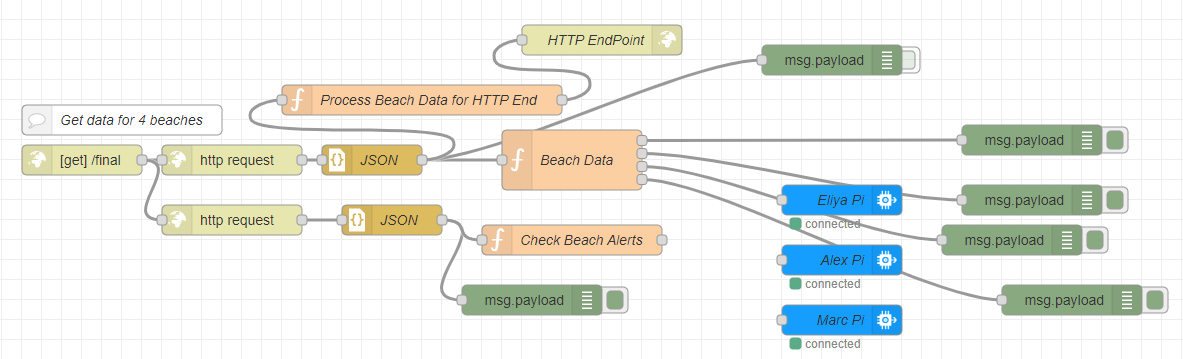 HTTP EndPoint
msg.payload
Process Beach Data for HTTP End
Get data for 4 beaches
[get] /final
http request
JSON
Beach Data
msg.payload
Eliya Pi
connected
msg.payload
http request
JSON
Check Beach Alerts
msg.payload
Alex Pi
connected
msg.payload
msg.payload
Marc Pi
connected